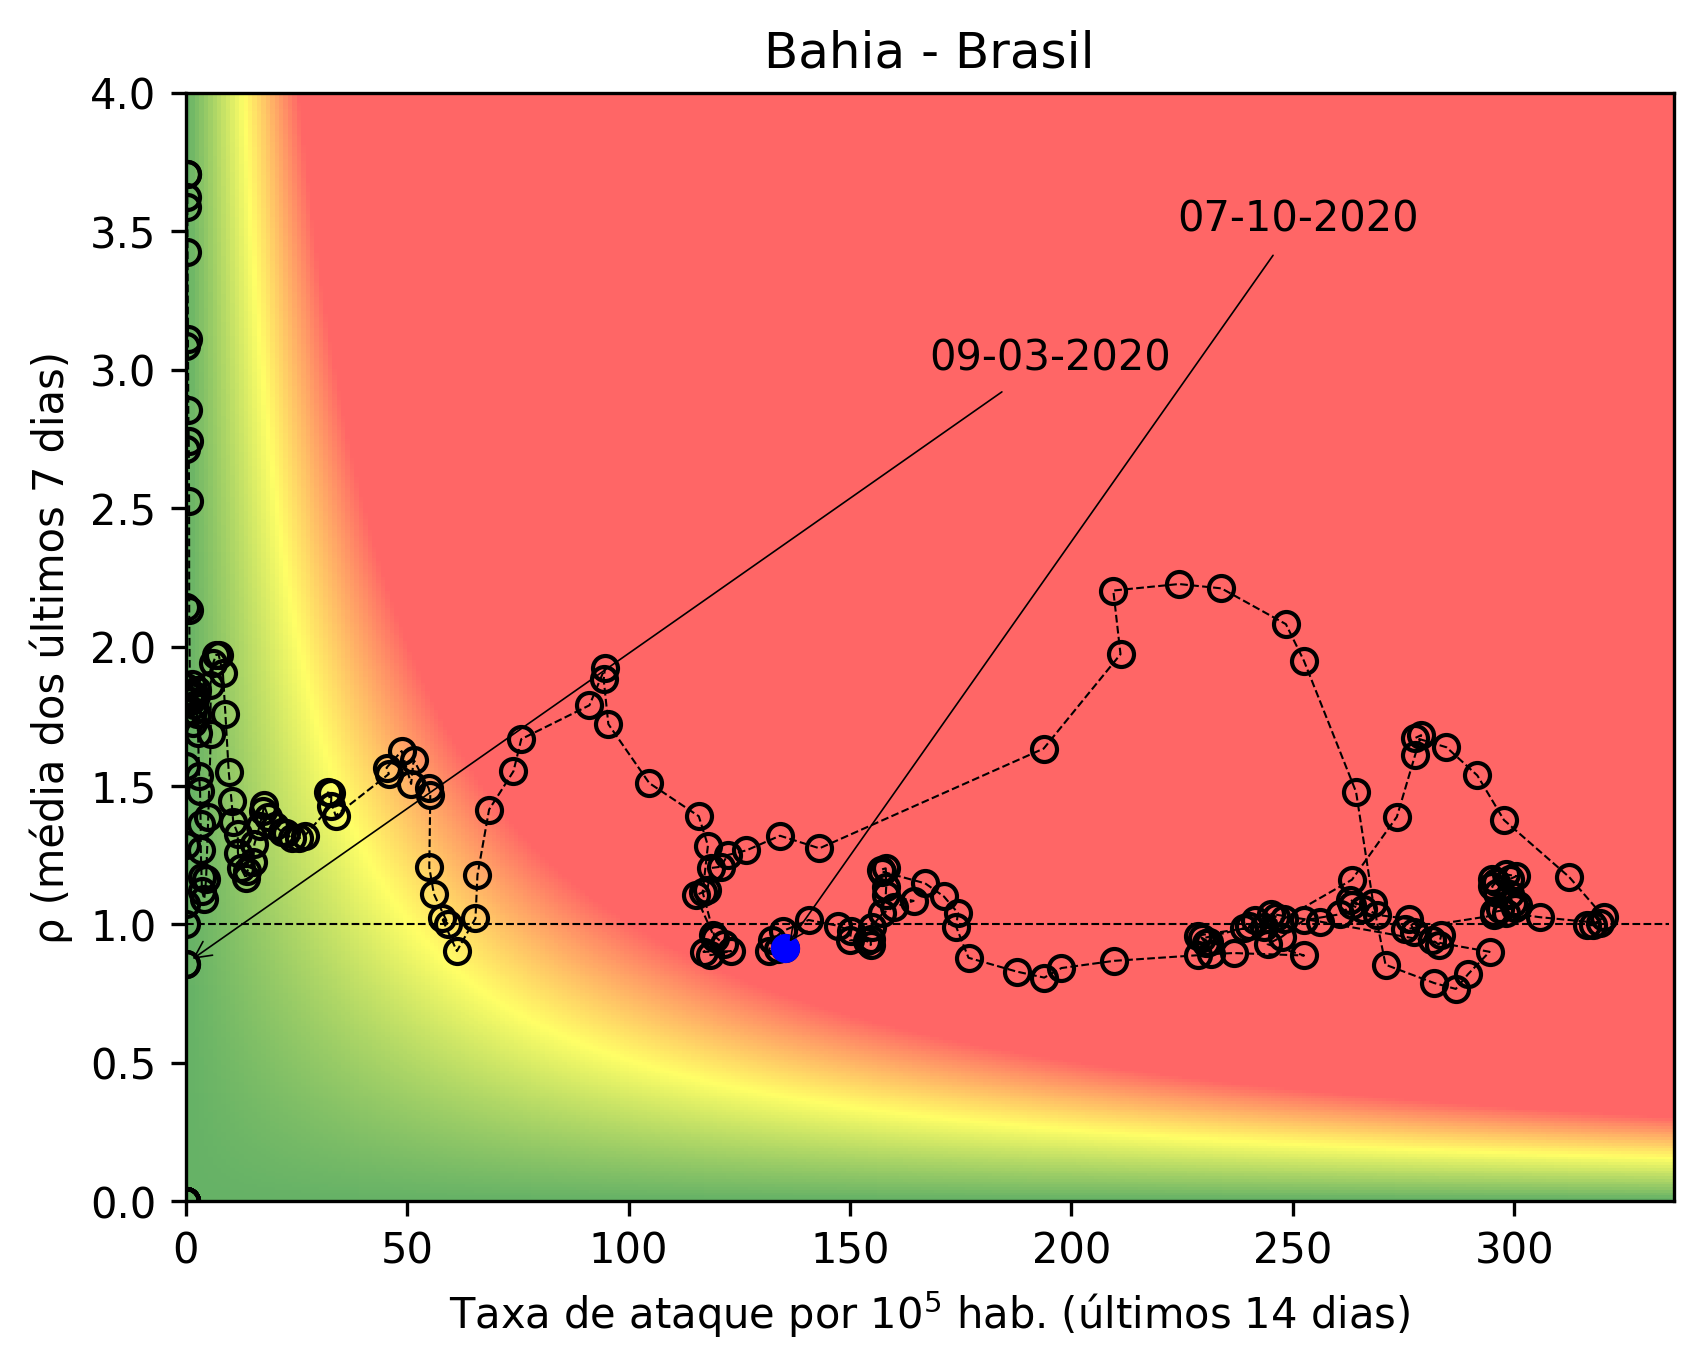 Bahia - Brasil
4.0
3.5
3.0
2.5
2.0
1.5
1.0
0.5
0.0
ρ (média dos últimos 7 dias)
07-10-2020
09-03-2020
0 50 100 150 200 250 300
Taxa de ataque por 10⁵ hab. (últimos 14 dias)